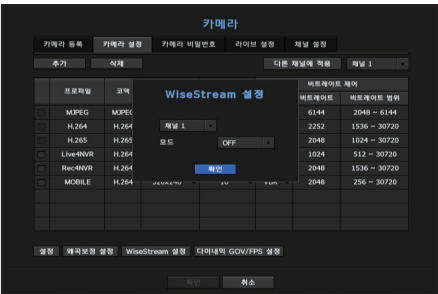 카메라
카메라 등록 카메라 설정 카메라 비밀번호 라이브 설정 채널 설정
추가 삭제 다른 채널에 적용 채널 1
프로파일 코덱 비트레이트 제어
비트레이트 비트레이트 범위
WiseStream 설정
채널 1
모드 OFF
확인
MJPEG MJPEG 6144 2048 ~ 6144
H.264 H.264 2252 1536 ~ 30720
H.265 H.265 2048 1024 ~ 30720
Live4NVR H.264 1024 512 ~ 30720
Rec4NVR H.264 2048 1536 ~ 30720
MOBILE H.264 320x240 10 VBR 2048 256 ~ 30720
설정 왜곡보정 설정 WiseStream 설정 다이내믹 GOV/FPS 설정
확인 취소